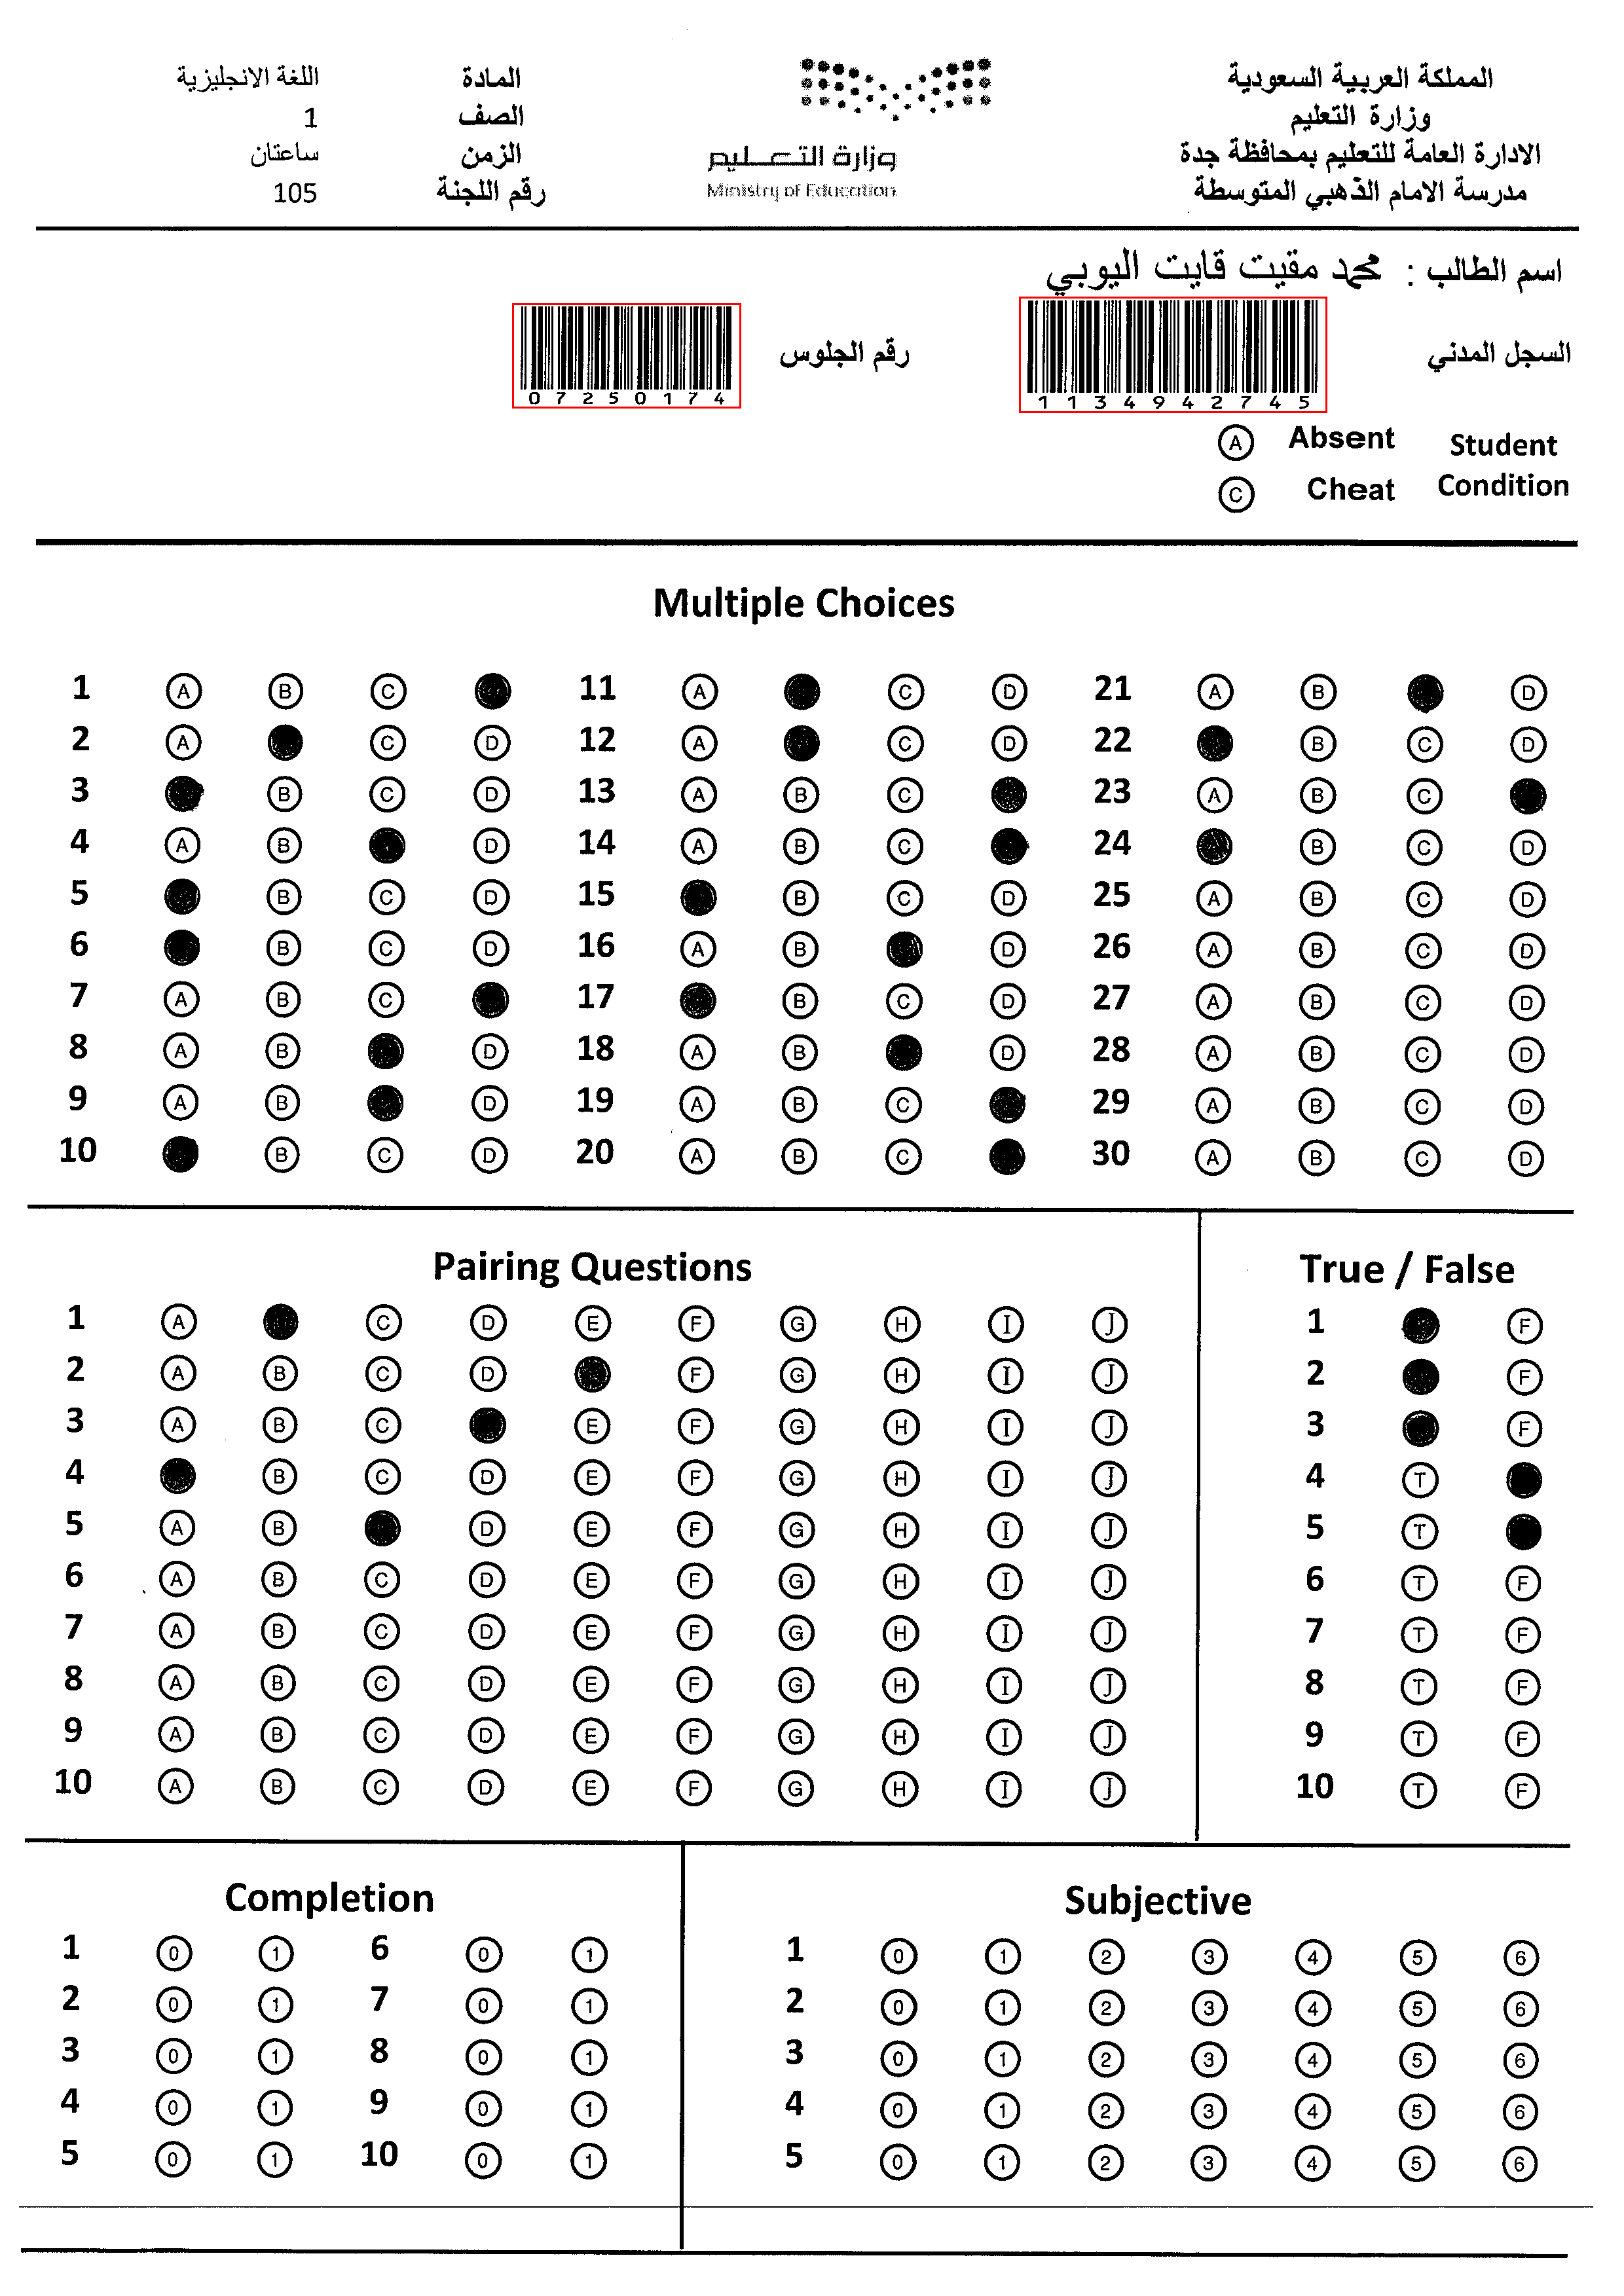 المملكة العربية السعودية
وزارة التعليم
الادارة العامة للتعليم بمحافظة جدة
مدرسة الامام الذهبي المتوسطة
وزارة التعليم
Ministry of Education
المادة اللغة الانجليزية
الصف 1
الزمن ساعتان
رقم اللجنة 105
اسم الطالب : محمد مقيت قايت اليوبي
السجل المدني 1134942745
رقم الجلوس 07250174
Student Condition
A Absent
C Cheat
Multiple Choices
1 A B C 11 A C D 21 A B D
2 A C D 12 A C D 22 B C D
3 B C D 13 A B C 23 A B C
4 A B D 14 A B C 24 B C D
5 B C D 15 B C D 25 A B C D
6 B C D 16 A B D 26 A B C D
7 A B C 17 B C D 27 A B C D
8 A B D 18 A B D 28 A B C D
9 A B D 19 A B C 29 A B C D
10 B C D 20 A B C 30 A B C D
Pairing Questions
1 A C D E F G H I J
2 A B C D F G H I J
3 A B C E F G H I J
4 B C D E F G H I J
5 A B D E F G H I J
6 A B C D E F G H I J
7 A B C D E F G H I J
8 A B C D E F G H I J
9 A B C D E F G H I J
10 A B C D E F G H I J
True / False
1 F
2 F
3 F
4 T
5 T
6 T F
7 T F
8 T F
9 T F
10 T F
Completion
1 0 1 6 0 1
2 0 1 7 0 1
3 0 1 8 0 1
4 0 1 9 0 1
5 0 1 10 0 1
Subjective
1 0 1 2 3 4 5 6
2 0 1 2 3 4 5 6
3 0 1 2 3 4 5 6
4 0 1 2 3 4 5 6
5 0 1 2 3 4 5 6